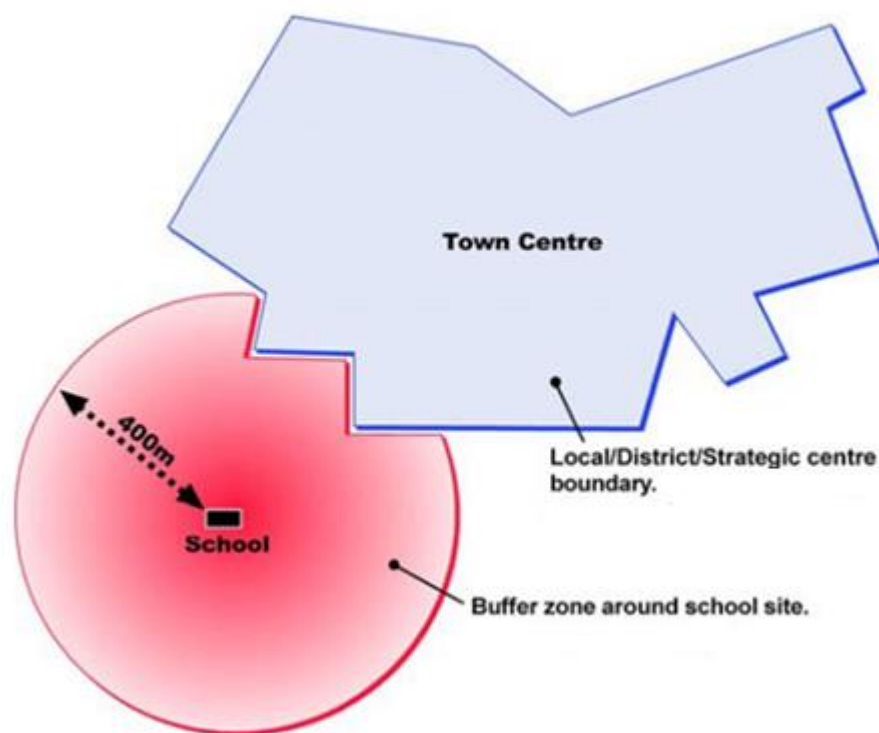 Town Centre
400m
Local/District/Strategic centre
boundary.
School
Buffer zone around school site.